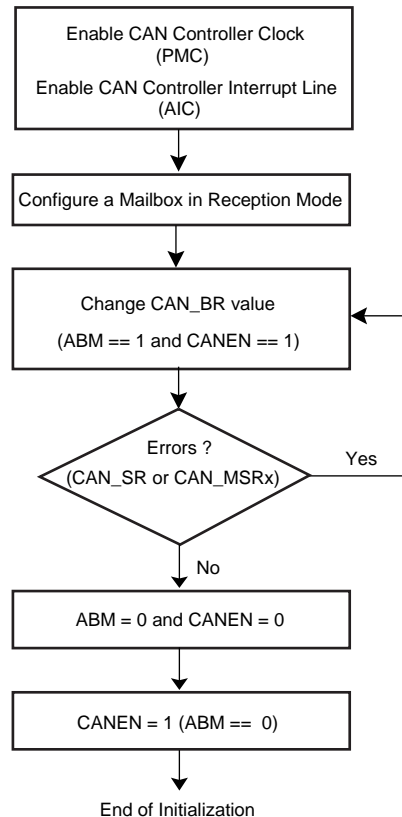 Enable CAN Controller Clock
(PMC)
Enable CAN Controller Interrupt Line
(AIC)
Configure a Mailbox in Reception Mode
Change CAN_BR value
(ABM == 1 and CANEN == 1)
Errors ?
(CAN_SR or CAN_MSRx)
Yes
No
ABM = 0 and CANEN = 0
CANEN = 1 (ABM == 0)
End of Initialization